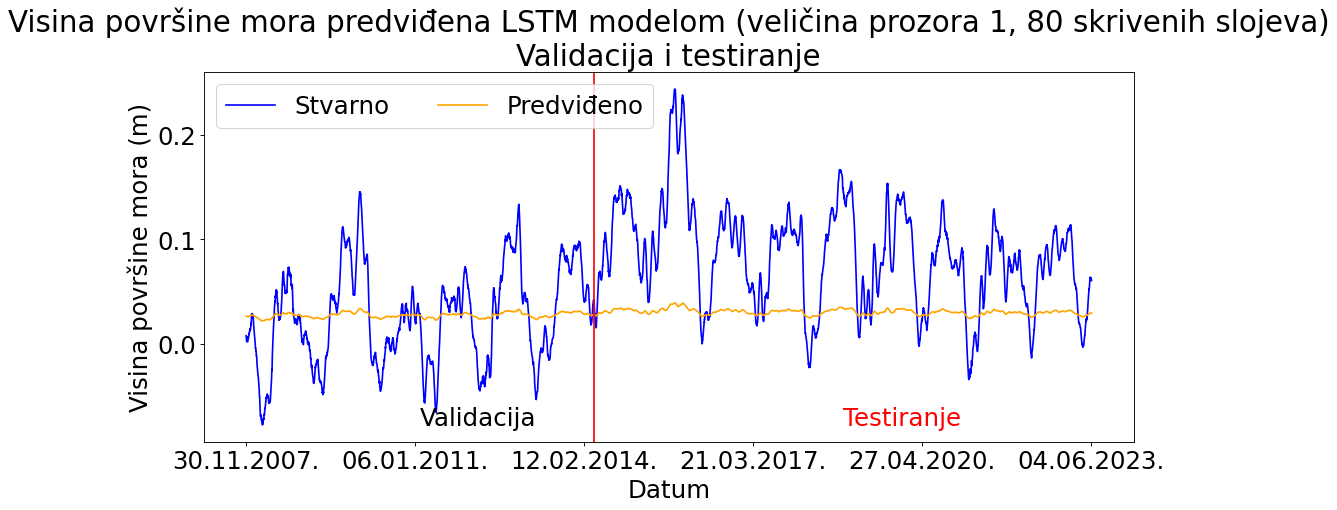 Visina površine mora predviđena LSTM modelom (veličina prozora 1, 80 skrivenih slojeva)
Validacija i testiranje
Stvarno
Predviđeno
Visina površine mora (m)
0.2
0.1
0.0
Validacija
Testiranje
30.11.2007.
06.01.2011.
12.02.2014.
21.03.2017.
27.04.2020.
04.06.2023.
Datum